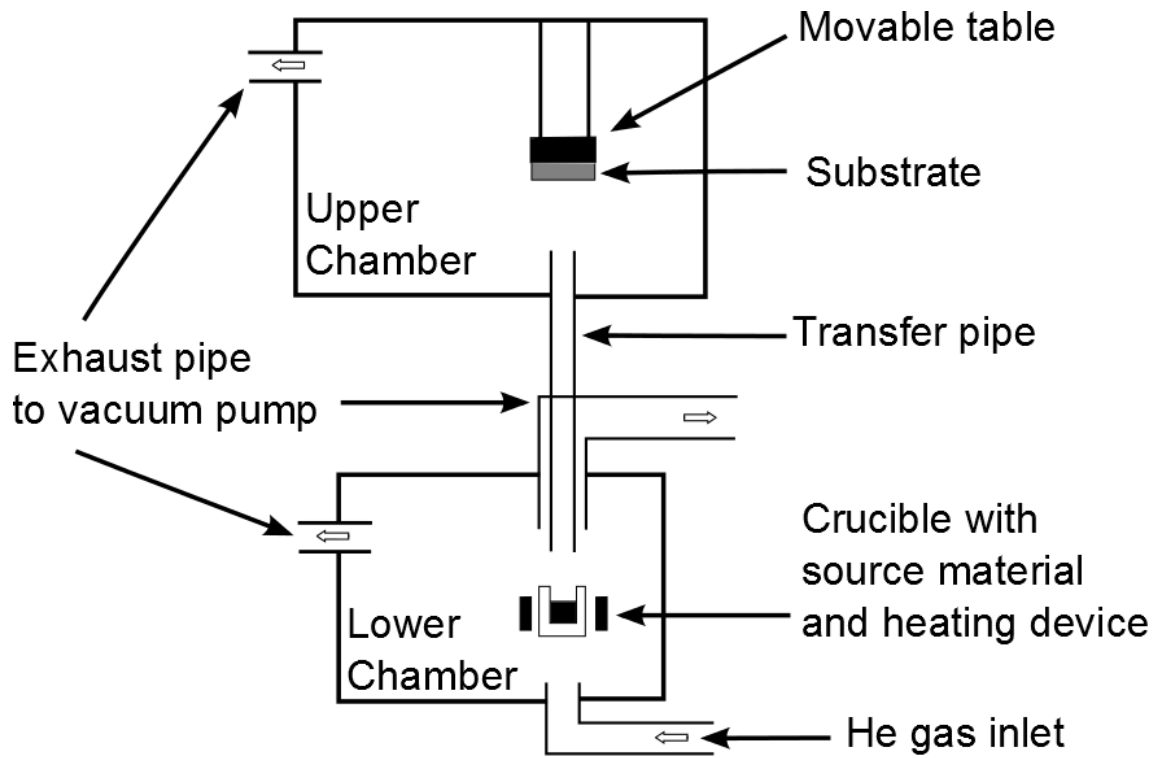 Movable table
Substrate
Upper
Chamber
Transfer pipe
Exhaust pipe
to vacuum pump
Crucible with
source material
and heating device
Lower
Chamber
He gas inlet